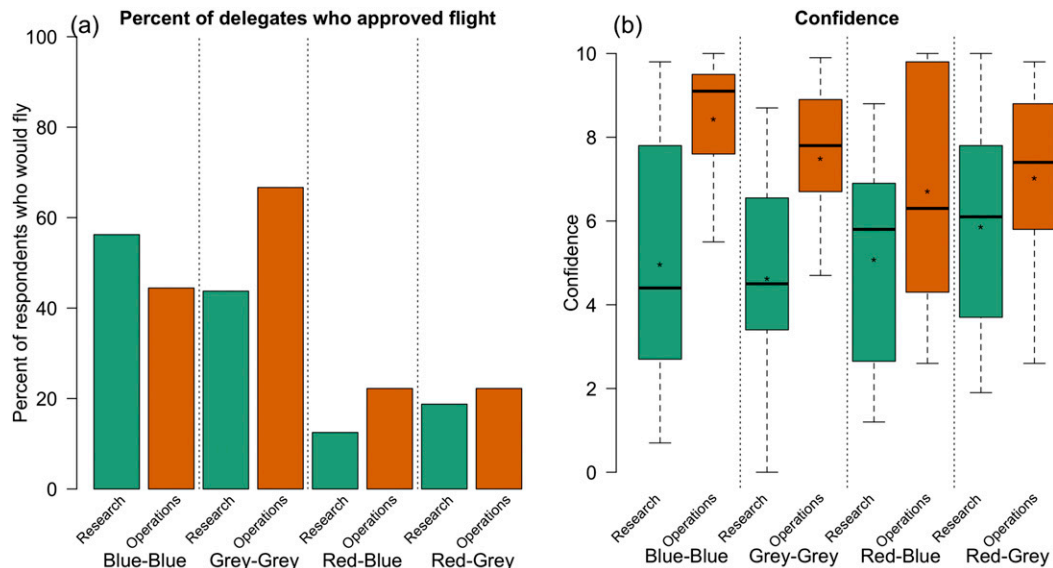 (a) Percent of delegates who approved flight
Percent of respondents who would fly
100
80
60
40
20
0
Research Operations Research Operations Research Operations Research Operations
Blue-Blue Grey-Grey Red-Blue Red-Grey
(b) Confidence
Confidence
10
8
6
4
2
0
Research Operations Research Operations Research Operations Research Operations
Blue-Blue Grey-Grey Red-Blue Red-Grey